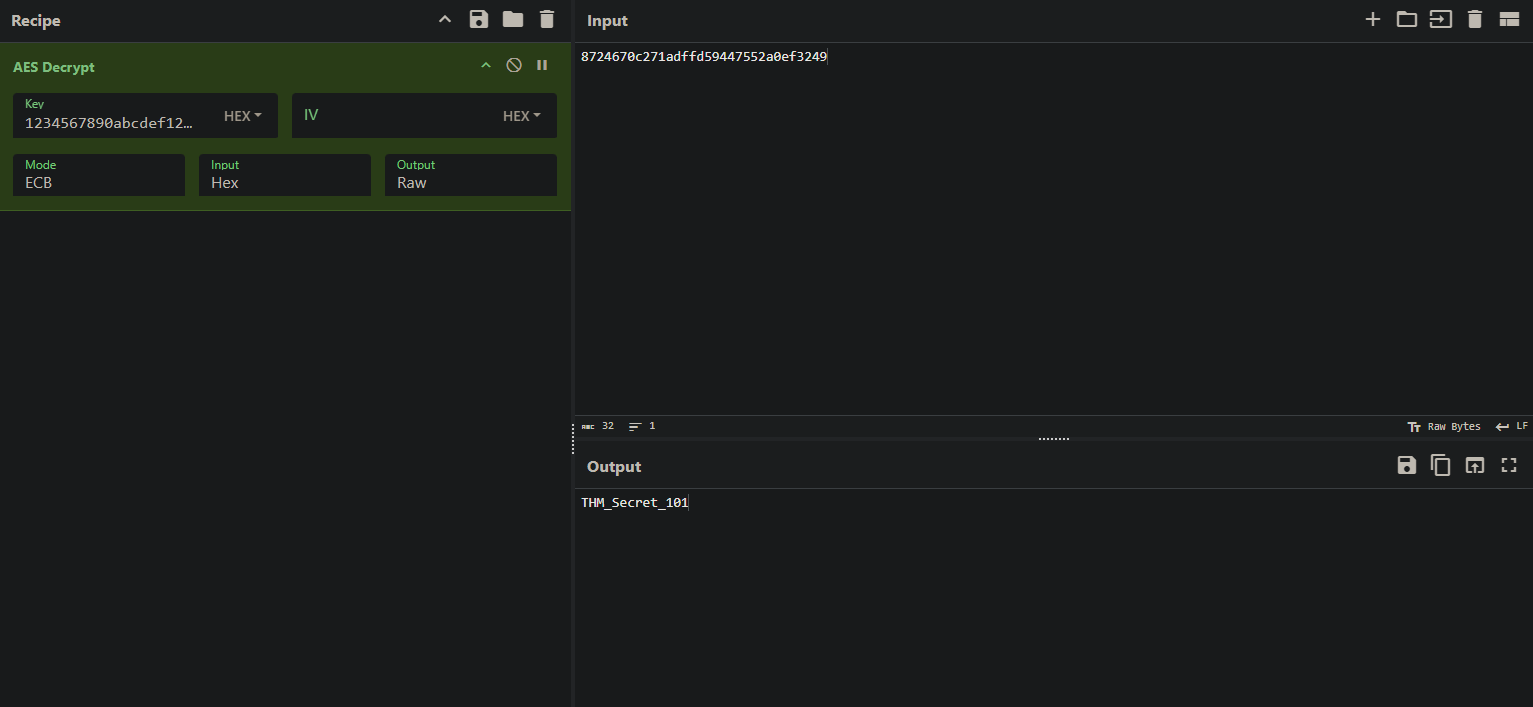 Recipe
AES Decrypt
Key
1234567890abcdef12…
HEX
IV
HEX
Mode
ECB
Input
Hex
Output
Raw
Input
8724670c271adffd59447552a0ef3249
ABC 32 1
Raw Bytes LF
Output
THM_Secret_101